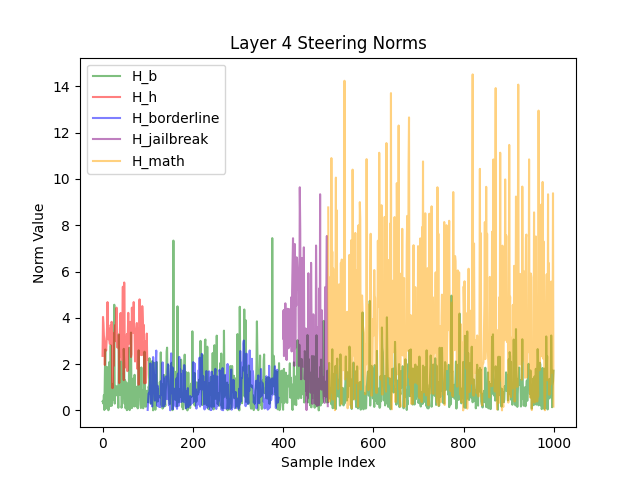 Layer 4 Steering Norms
H_b
H_h
H_borderline
H_jailbreak
H_math
Norm Value
14
12
10
8
6
4
2
0
0 200 400 600 800 1000
Sample Index